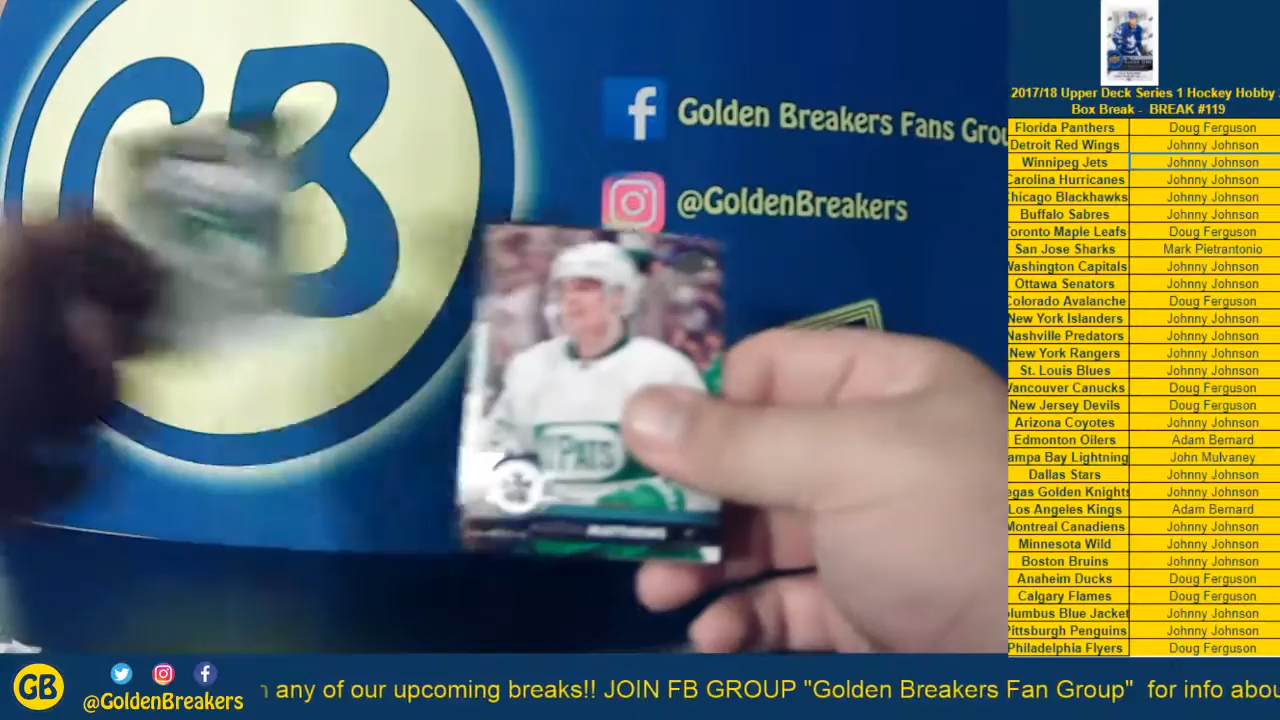 GB
Golden Breakers Fans Grou
@GoldenBreakers
PATS
2017/18 Upper Deck Series 1 Hockey Hobby
Box Break - BREAK #119
Florida Panthers Doug Ferguson
Detroit Red Wings Johnny Johnson
Winnipeg Jets Johnny Johnson
Carolina Hurricanes Johnny Johnson
Chicago Blackhawks Johnny Johnson
Buffalo Sabres Johnny Johnson
Toronto Maple Leafs Doug Ferguson
San Jose Sharks Mark Pietrantonio
Washington Capitals Johnny Johnson
Ottawa Senators Johnny Johnson
Colorado Avalanche Doug Ferguson
New York Islanders Johnny Johnson
Nashville Predators Johnny Johnson
New York Rangers Johnny Johnson
St. Louis Blues Johnny Johnson
Vancouver Canucks Doug Ferguson
New Jersey Devils Doug Ferguson
Arizona Coyotes Johnny Johnson
Edmonton Oilers Adam Bernard
ampa Bay Lightning John Mulvaney
Dallas Stars Johnny Johnson
egas Golden Knights Johnny Johnson
Los Angeles Kings Adam Bernard
Montreal Canadiens Johnny Johnson
Minnesota Wild Johnny Johnson
Boston Bruins Johnny Johnson
Anaheim Ducks Doug Ferguson
Calgary Flames Doug Ferguson
olumbus Blue Jacket Johnny Johnson
Pittsburgh Penguins Johnny Johnson
Philadelphia Flyers Doug Ferguson
GB
@GoldenBreakers
n any of our upcoming breaks!! JOIN FB GROUP "Golden Breakers Fan Group" for info abou